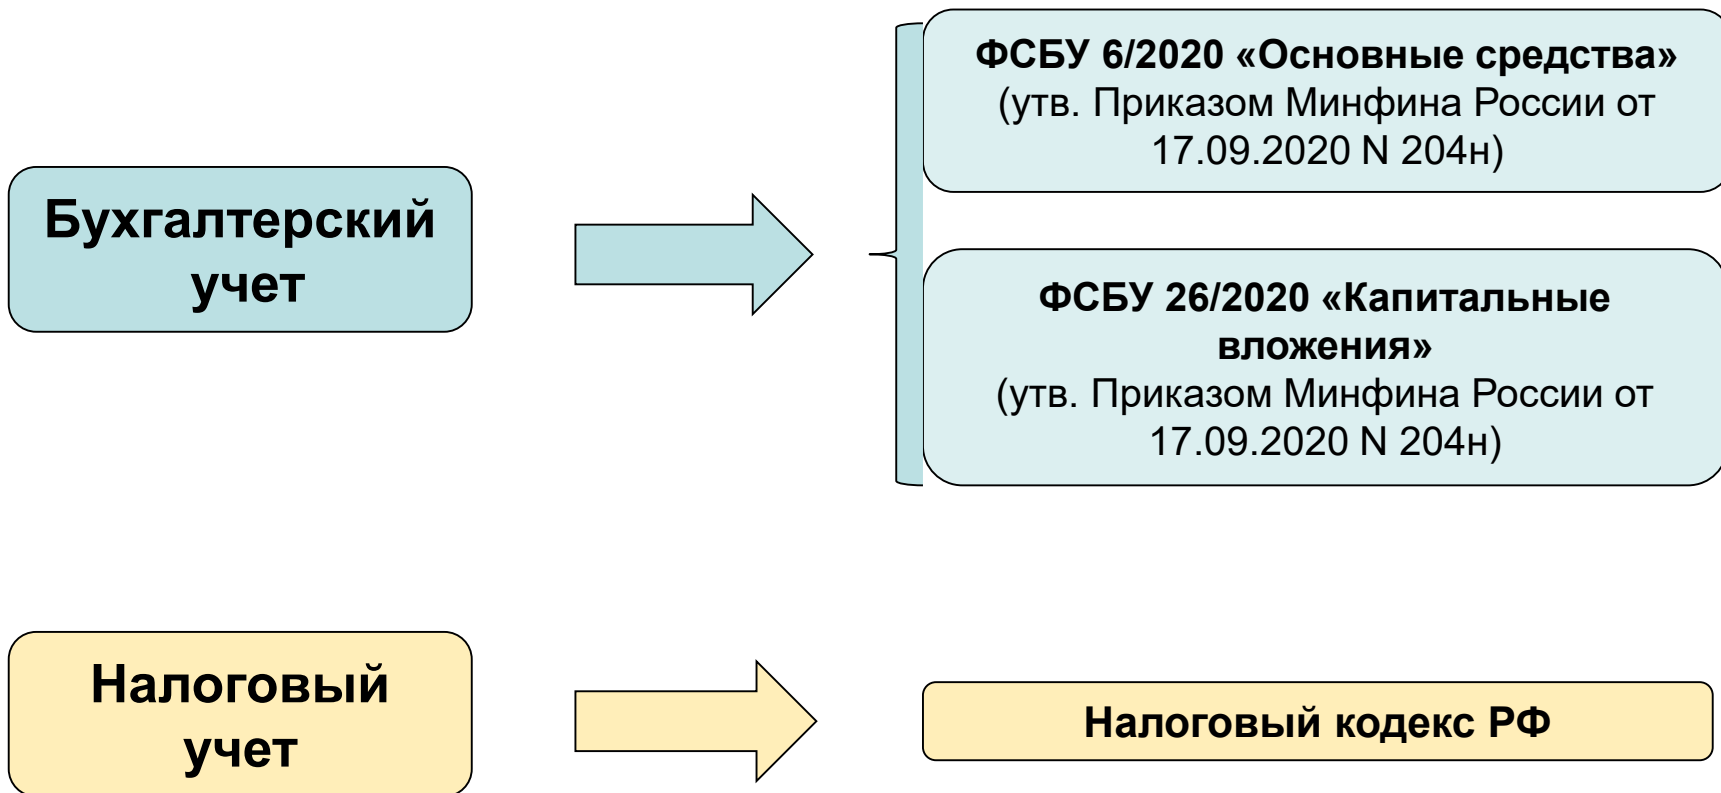 ФСБУ 6/2020 «Основные средства»
(утв. Приказом Минфина России от
17.09.2020 N 204н)
Бухгалтерский
учет
ФСБУ 26/2020 «Капитальные
вложения»
(утв. Приказом Минфина России от
17.09.2020 N 204н)
Налоговый
учет
Налоговый кодекс РФ